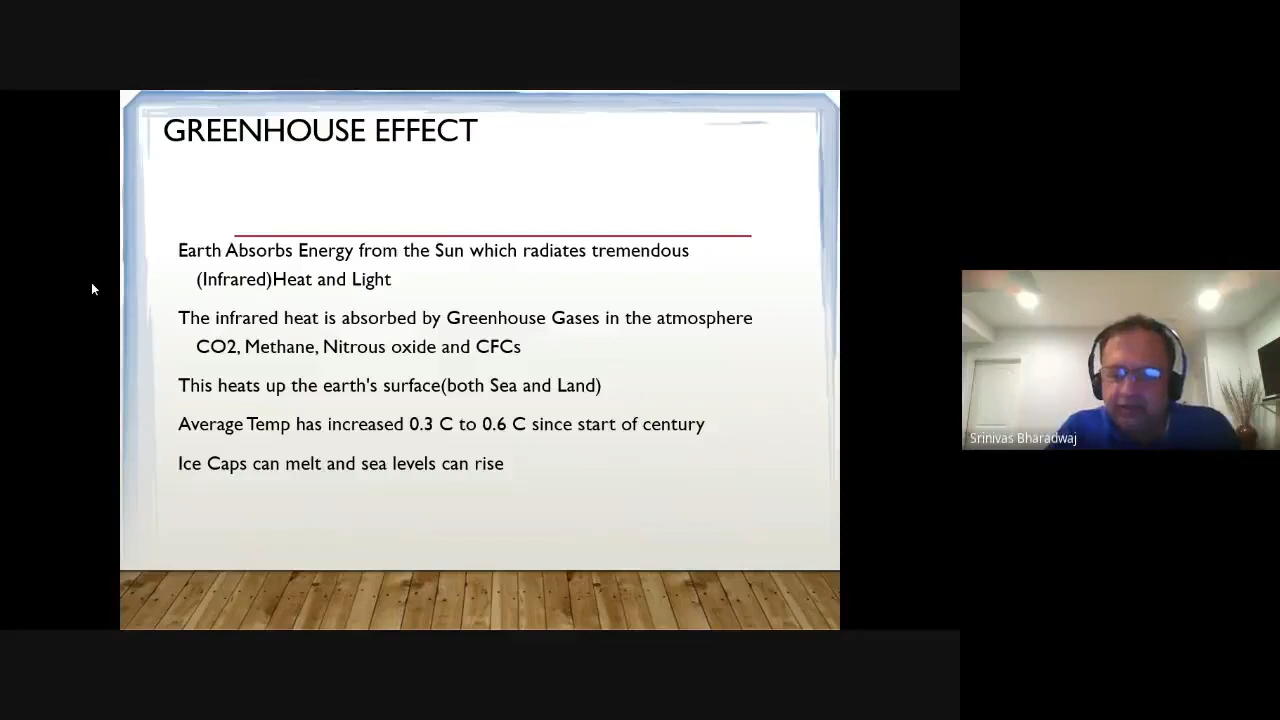 GREENHOUSE EFFECT
Earth Absorbs Energy from the Sun which radiates tremendous
(Infrared)Heat and Light
The infrared heat is absorbed by Greenhouse Gases in the atmosphere
CO2, Methane, Nitrous oxide and CFCs
This heats up the earth's surface(both Sea and Land)
Average Temp has increased 0.3 C to 0.6 C since start of century
Ice Caps can melt and sea levels can rise
Srinivas Bharadwaj